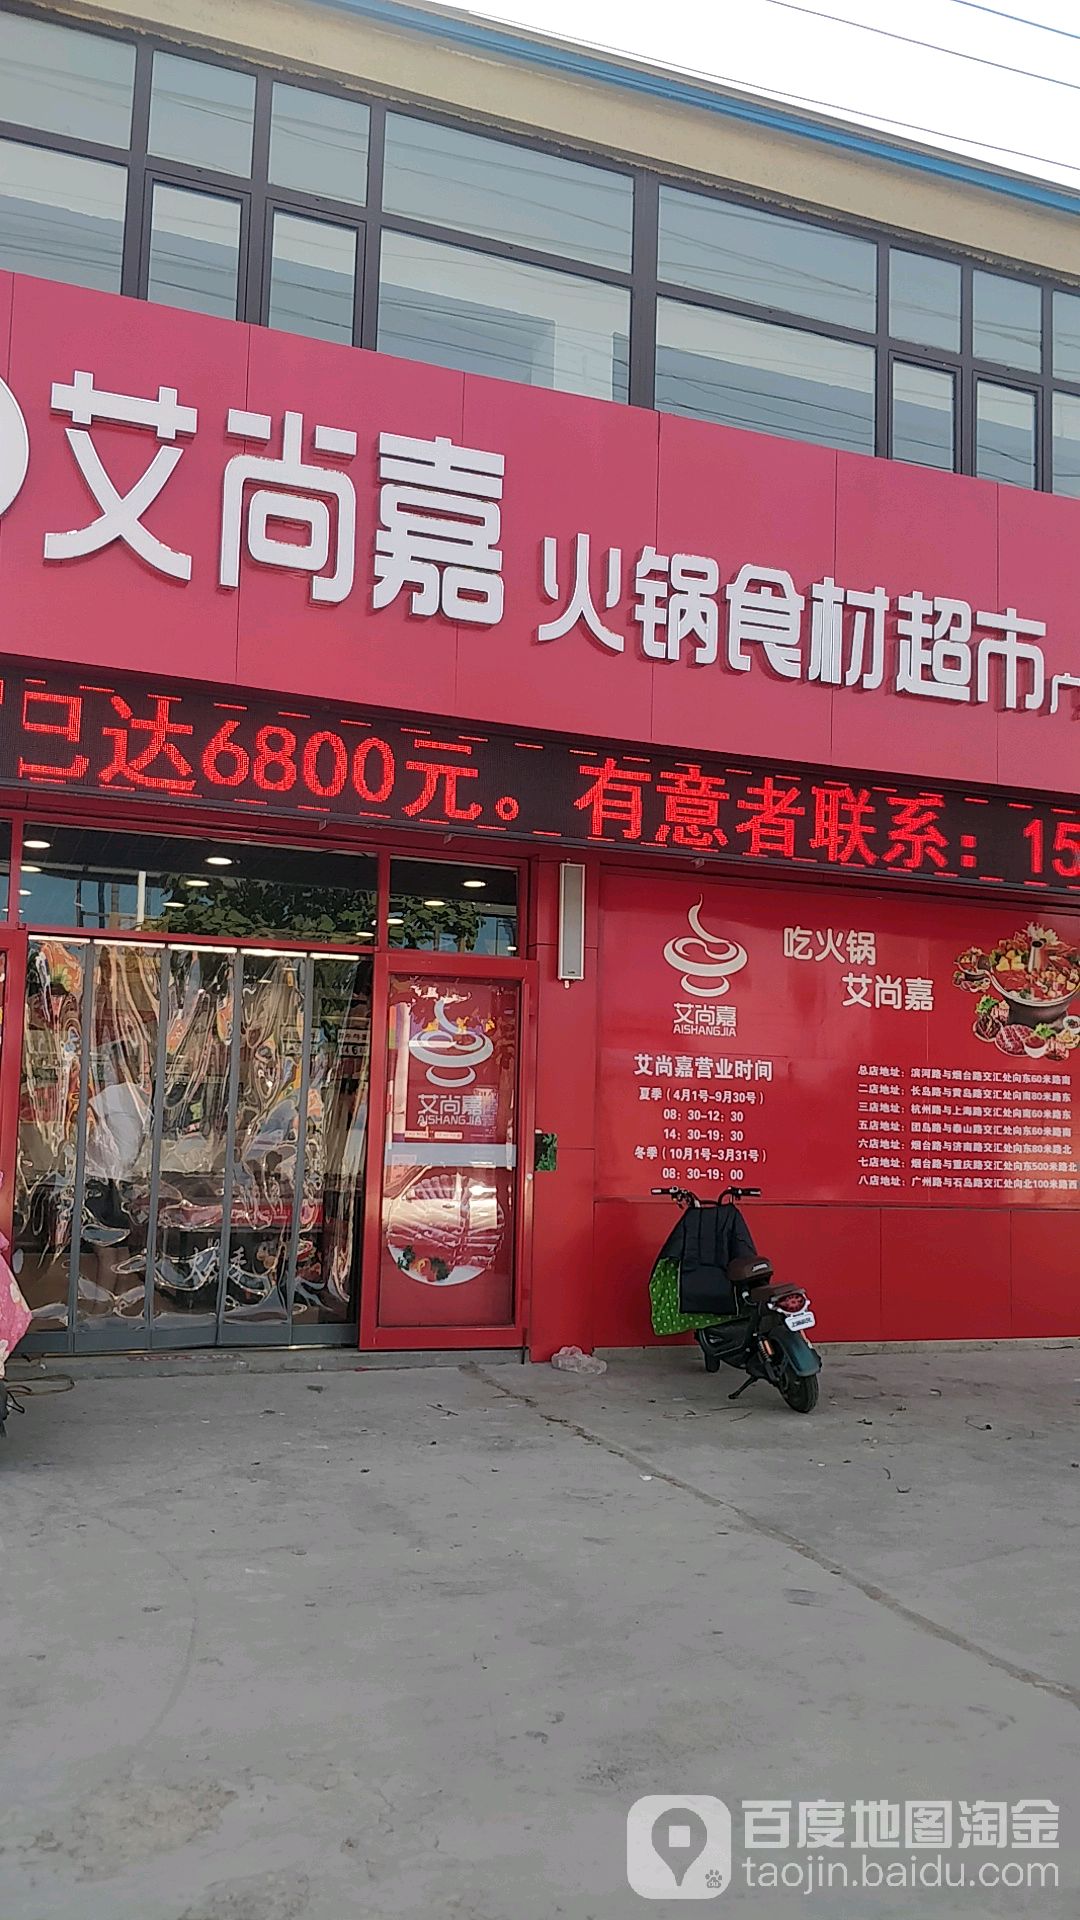 艾尚嘉 火锅食材超市
已达6800元。有意者联系：15
艾尚嘉
AISHANGJIA
吃火锅
艾尚嘉
艾尚嘉营业时间
夏季（4月1号-9月30号）
08：30-12：30
14：30-19：30
冬季（10月1号-3月31号）
08：30-19：00
总店地址：滨河路与烟台路交汇处向东60米路南
二店地址：长岛路与黄岛路交汇处向南80米路东
三店地址：杭州路与上海路交汇处向南60米路东
五店地址：团岛路与泰山路交汇处向东60米路南
六店地址：烟台路与济南路交汇处向东80米路北
七店地址：烟台路与重庆路交汇处向东500米路北
八店地址：广州路与石岛路交汇处向北100米路西
艾尚嘉
AISHANGJIA
百度地图淘金
taojin.baidu.com